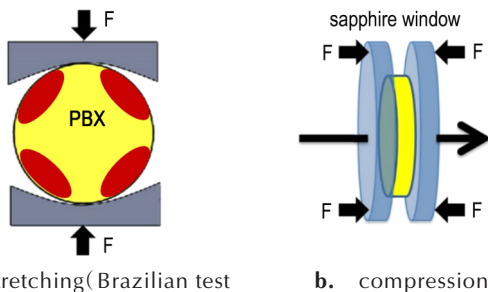 F
PBX
F
sapphire window
F F
F F
retching(Brazilian test
b. compression